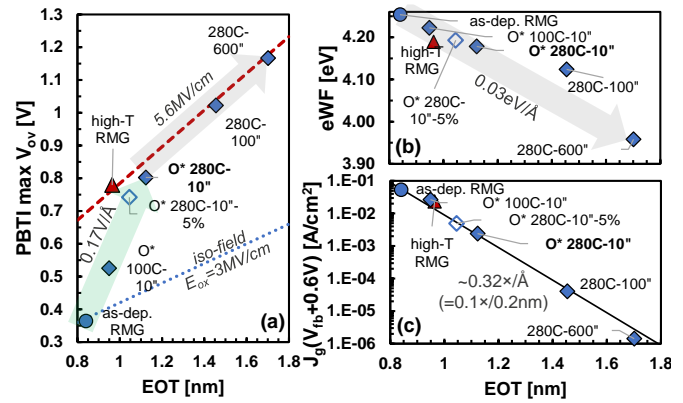 (a)
PBTI max Vov [V]
1.3
1.2
1.1
1
0.9
0.8
0.7
0.6
0.5
0.4
0.3
0.8
1
1.2
1.4
1.6
1.8
EOT [nm]
280C-
600"
5.6MV/cm
280C-
100"
high-T
RMG
O* 280C-
10"
O* 280C-10"-
5%
0.17V/Å
O*
100C-
10"
iso-field
Eox=3MV/cm
as-dep.
RMG
(b)
eWF [eV]
4.20
4.10
4.00
3.90
as-dep. RMG
O* 100C-10"
O* 280C-10"
high-T
RMG
O* 280C-
10"-5%
280C-100"
0.03eV/Å
280C-600"
(c)
Jg(Vfb+0.6V) [A/cm²]
1.E-01
1.E-02
1.E-03
1.E-04
1.E-05
1.E-06
as-dep. RMG
O* 100C-10"
O* 280C-10"-5%
high-T
RMG
O* 280C-10"
~0.32×/Å
(=0.1×/0.2nm)
280C-100"
280C-600"
0.8
1
1.2
1.4
1.6
1.8
EOT [nm]